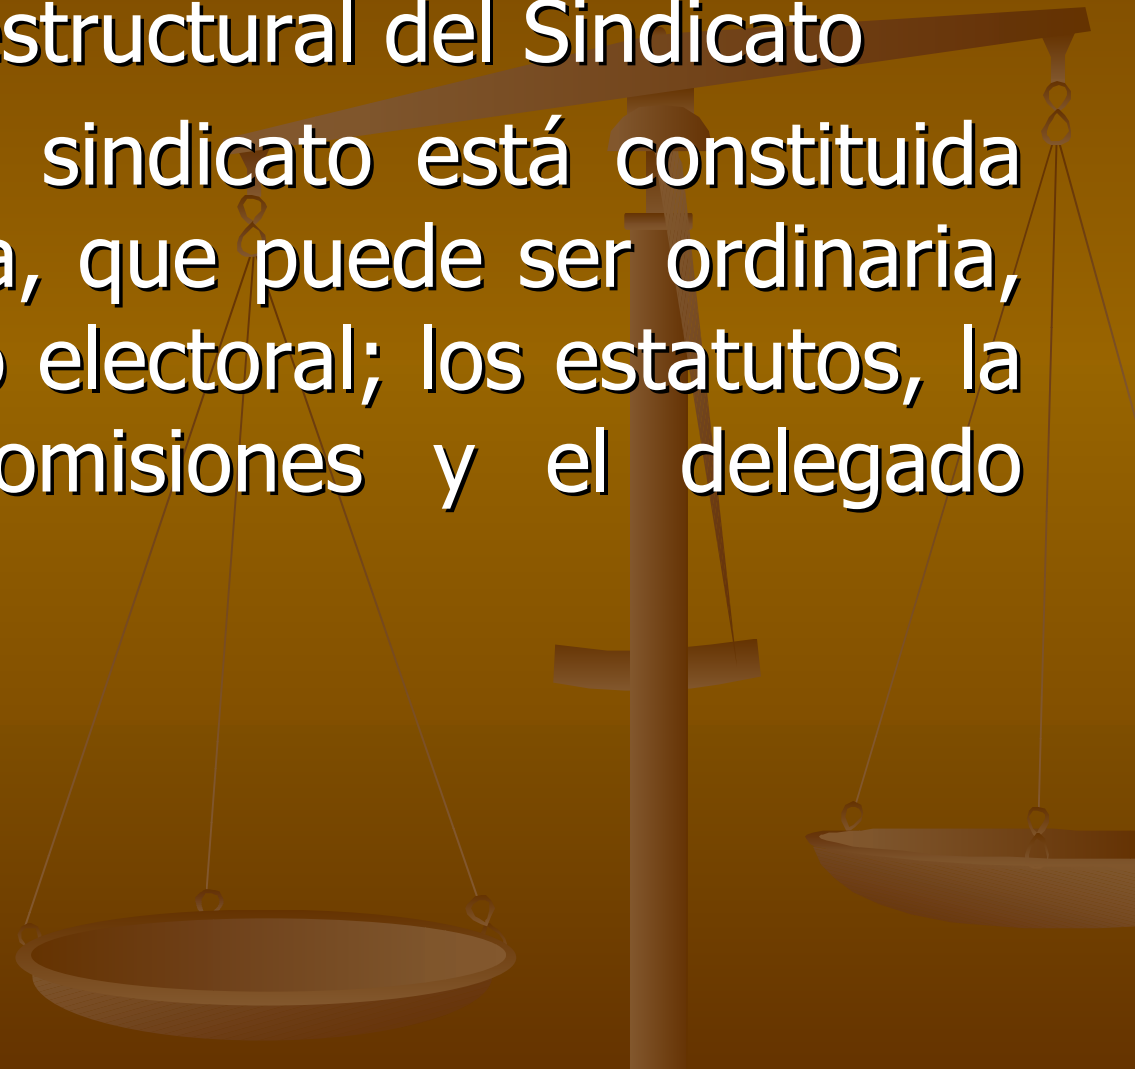 structural del Sindicato
sindicato está constituida
a, que puede ser ordinaria,
electoral; los estatutos, la
omisiones y el delegado